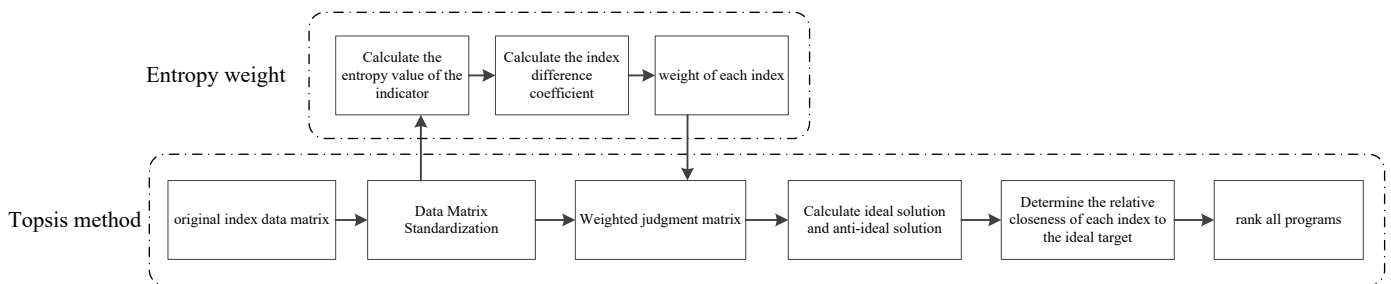 Entropy weight
Calculate the
entropy value of the
indicator
Calculate the index
difference
coefficient
weight of each index
Topsis method
original index data matrix
Data Matrix
Standardization
Weighted judgment matrix
Calculate ideal solution
and anti-ideal solution
Determine the relative
closeness of each index to
the ideal target
rank all programs